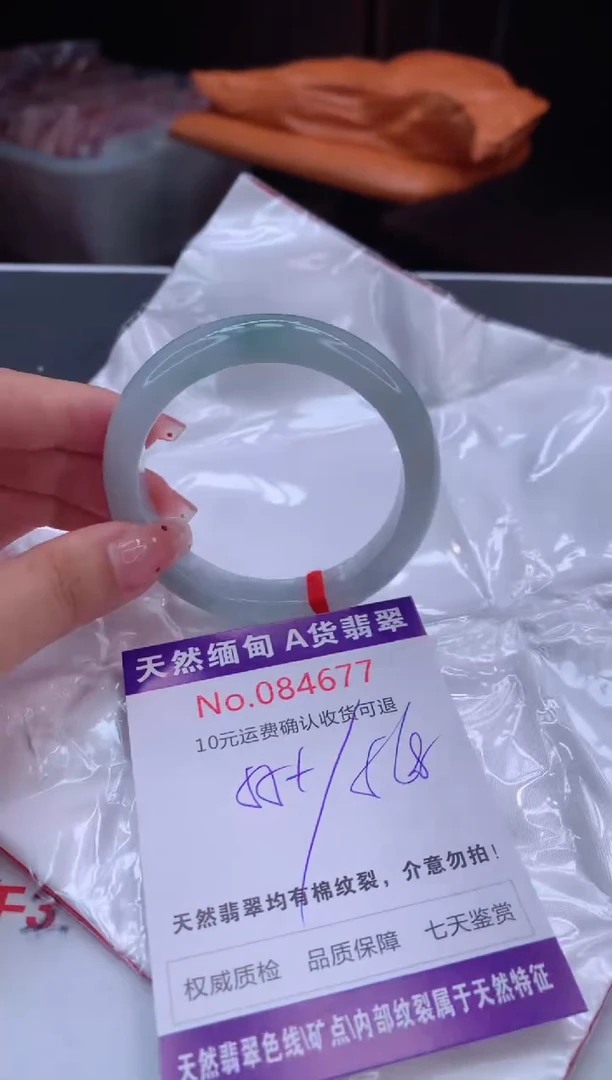 天然缅甸 A货翡翠
No.084677
10元运费确认收货可退
55+/568
天然翡翠均有棉纹裂，介意勿拍！
权威质检 品质保障 七天鉴赏
天然翡翠色线\矿点\内部纹裂属于天然特征